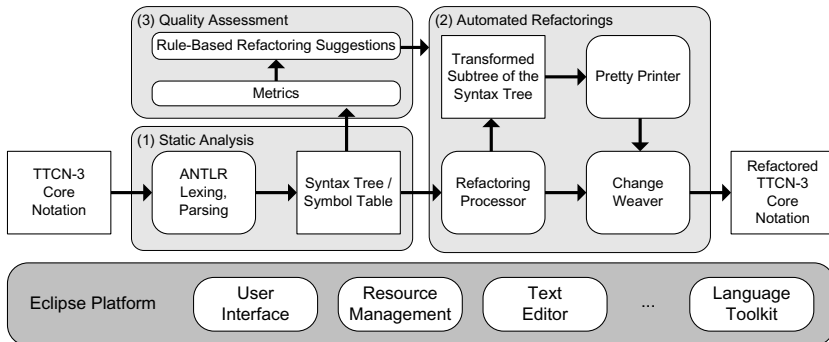 (3) Quality Assessment
Rule-Based Refactoring Suggestions
Metrics
(2) Automated Refactorings
Transformed
Subtree of the
Syntax Tree
Pretty Printer
(1) Static Analysis
TTCN-3
Core
Notation
ANTLR
Lexing,
Parsing
Syntax Tree /
Symbol Table
Refactoring
Processor
Change
Weaver
Refactored
TTCN-3
Core
Notation
Eclipse Platform
User
Interface
Resource
Management
Text
Editor
...
Language
Toolkit